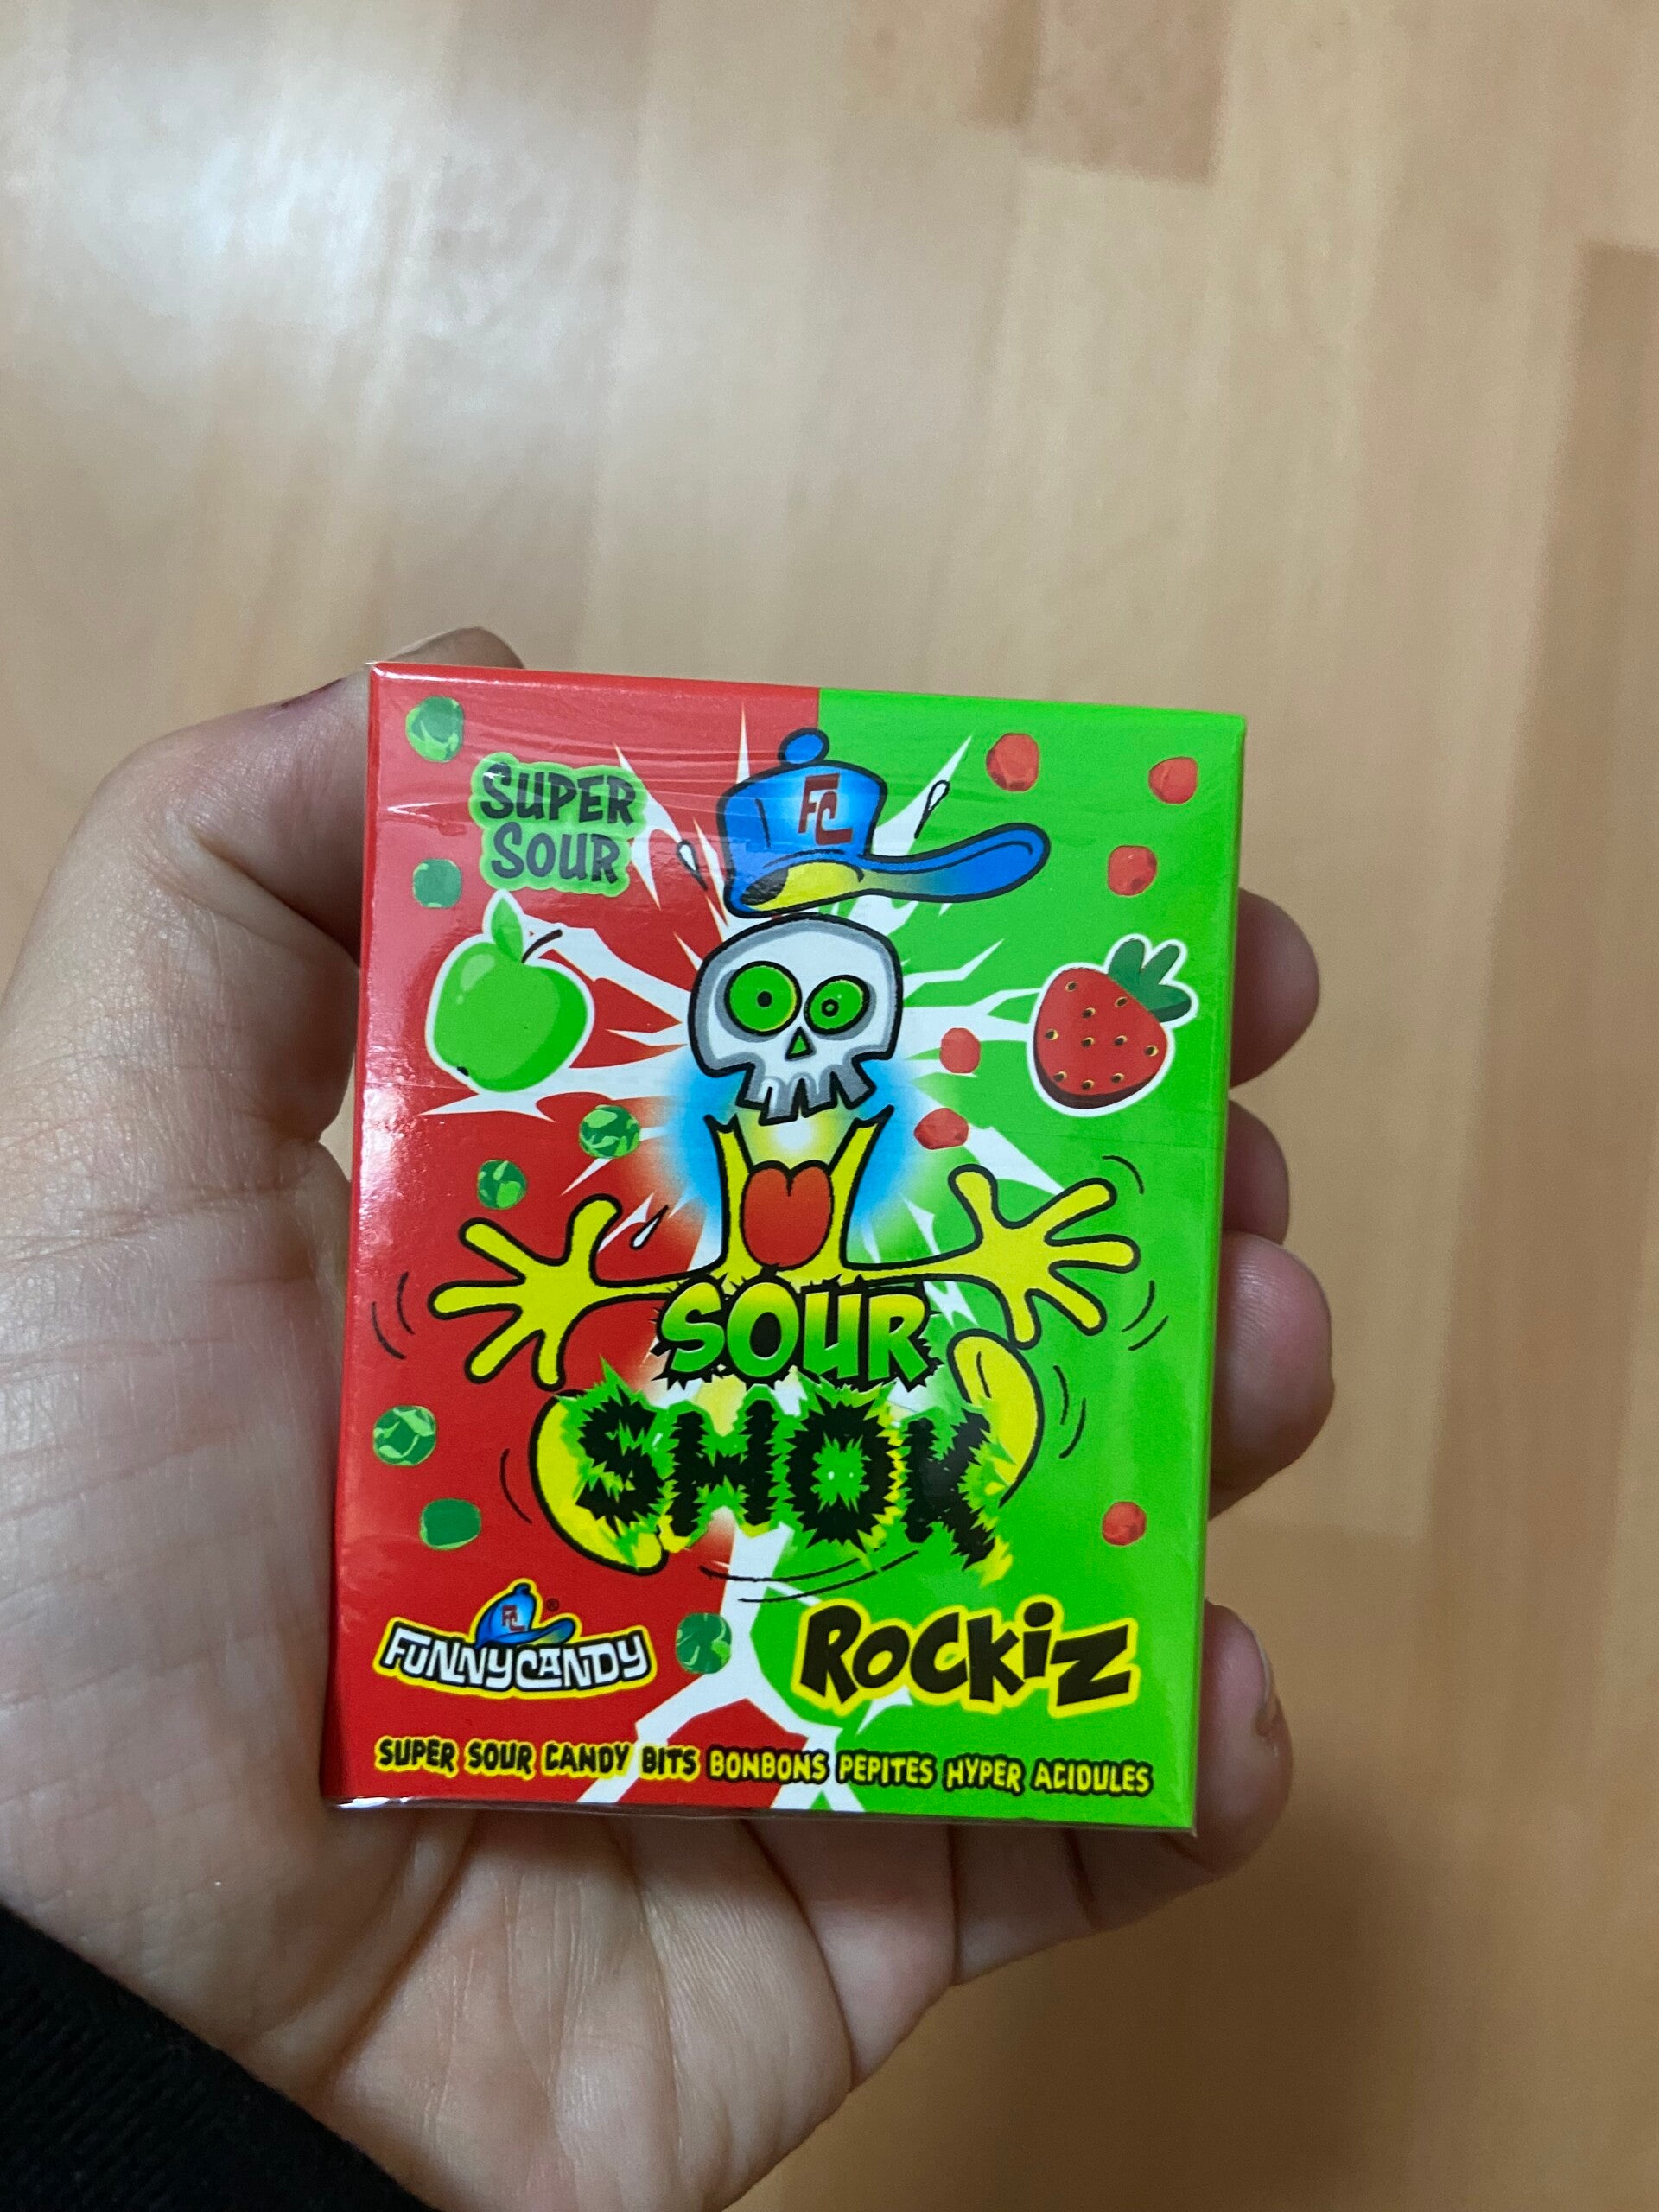 SUPER
SOUR
FC
SOUR
SHOK
FC
®
FUNNYCANDY
ROCKIZ
SUPER SOUR CANDY BITS BONBONS PEPITES HYPER ACIDULES